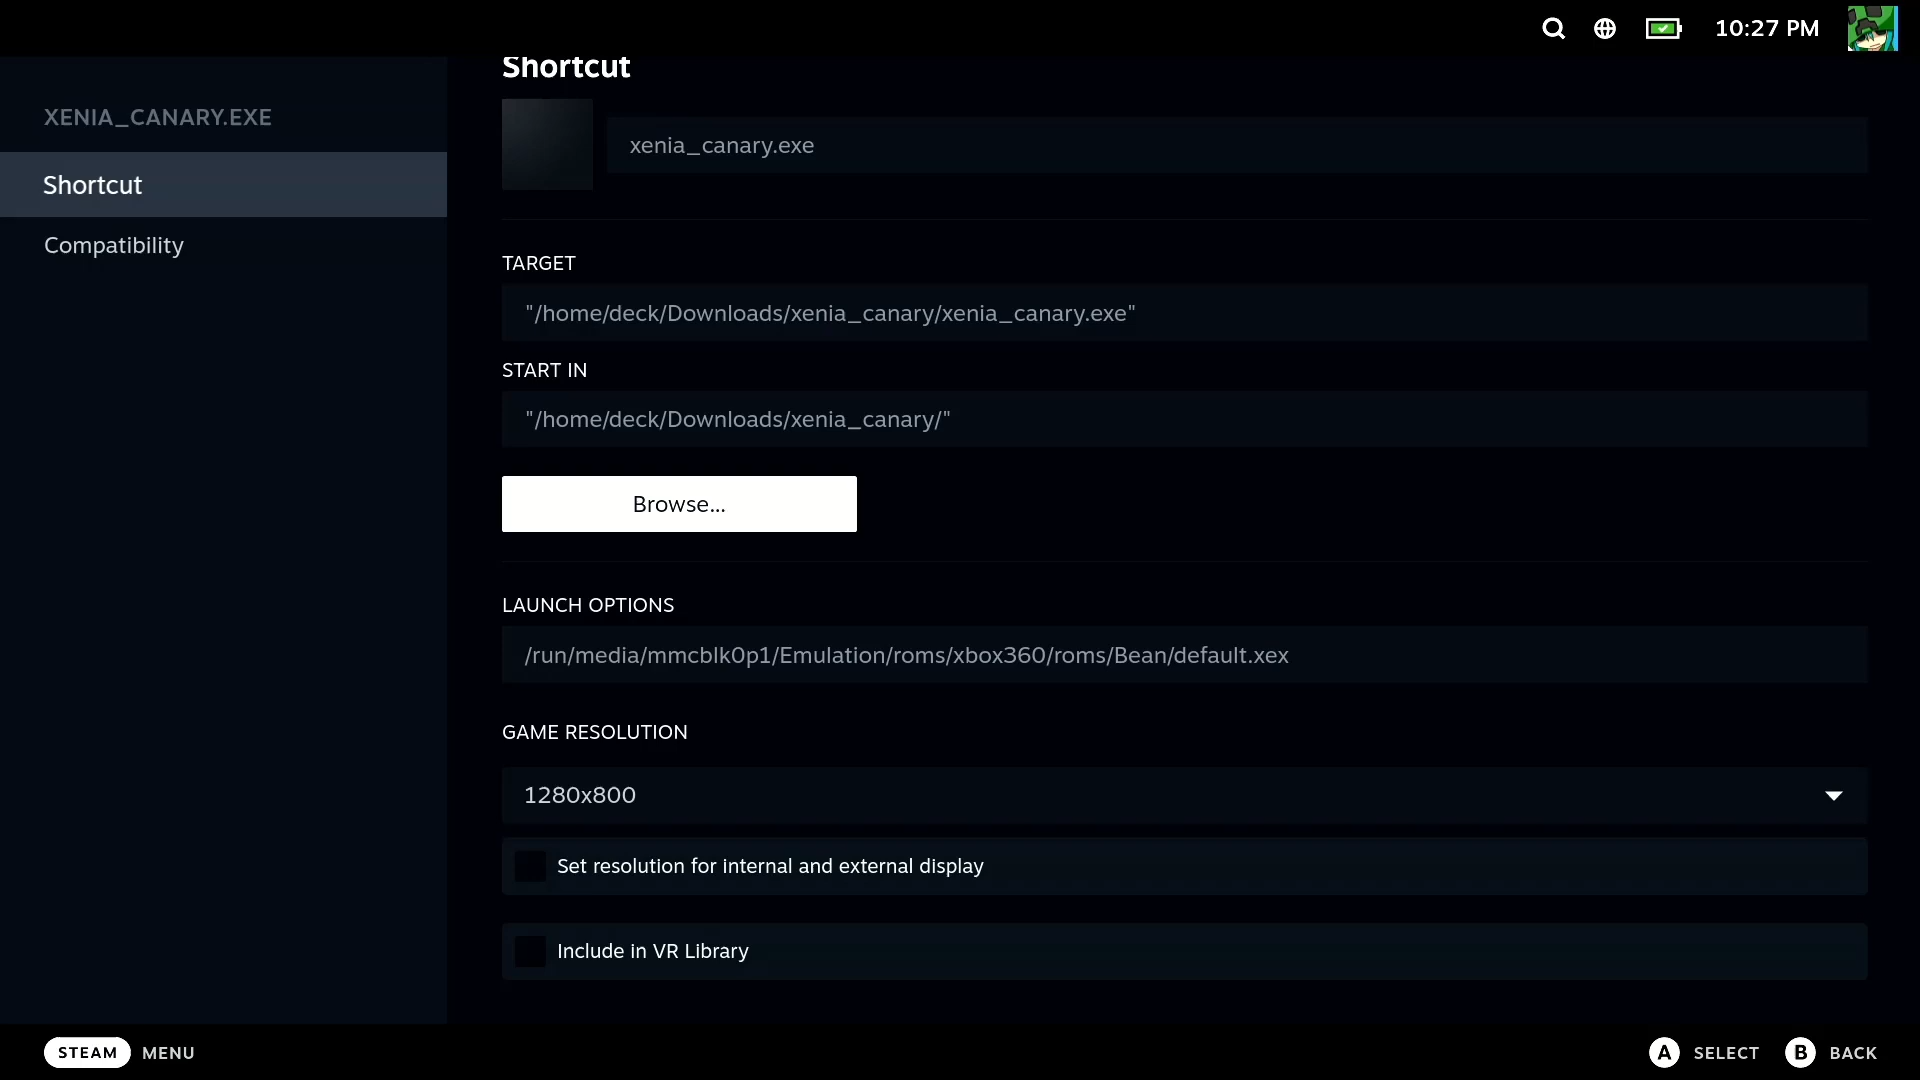 10:27 PM
XENIA_CANARY.EXE
Shortcut
Compatibility
Shortcut
xenia_canary.exe
TARGET
"/home/deck/Downloads/xenia_canary/xenia_canary.exe"
START IN
"/home/deck/Downloads/xenia_canary/"
Browse...
LAUNCH OPTIONS
/run/media/mmcblk0p1/Emulation/roms/xbox360/roms/Bean/default.xex
GAME RESOLUTION
1280x800
Set resolution for internal and external display
Include in VR Library
STEAM MENU
A SELECT B BACK